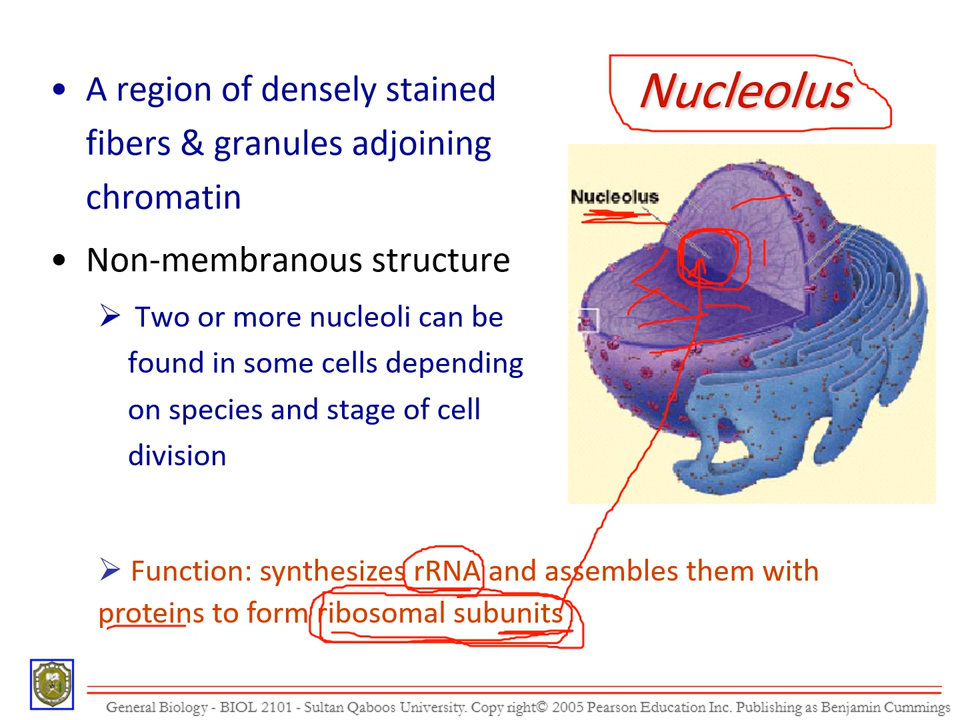 Nucleolus
• A region of densely stained
fibers & granules adjoining
chromatin
• Non-membranous structure
➢ Two or more nucleoli can be
found in some cells depending
on species and stage of cell
division
Nucleolus
➢ Function: synthesizes rRNA and assembles them with
proteins to form ribosomal subunits
General Biology - BIOL 2101 - Sultan Qaboos University. Copy right© 2005 Pearson Education Inc. Publishing as Benjamin Cummings